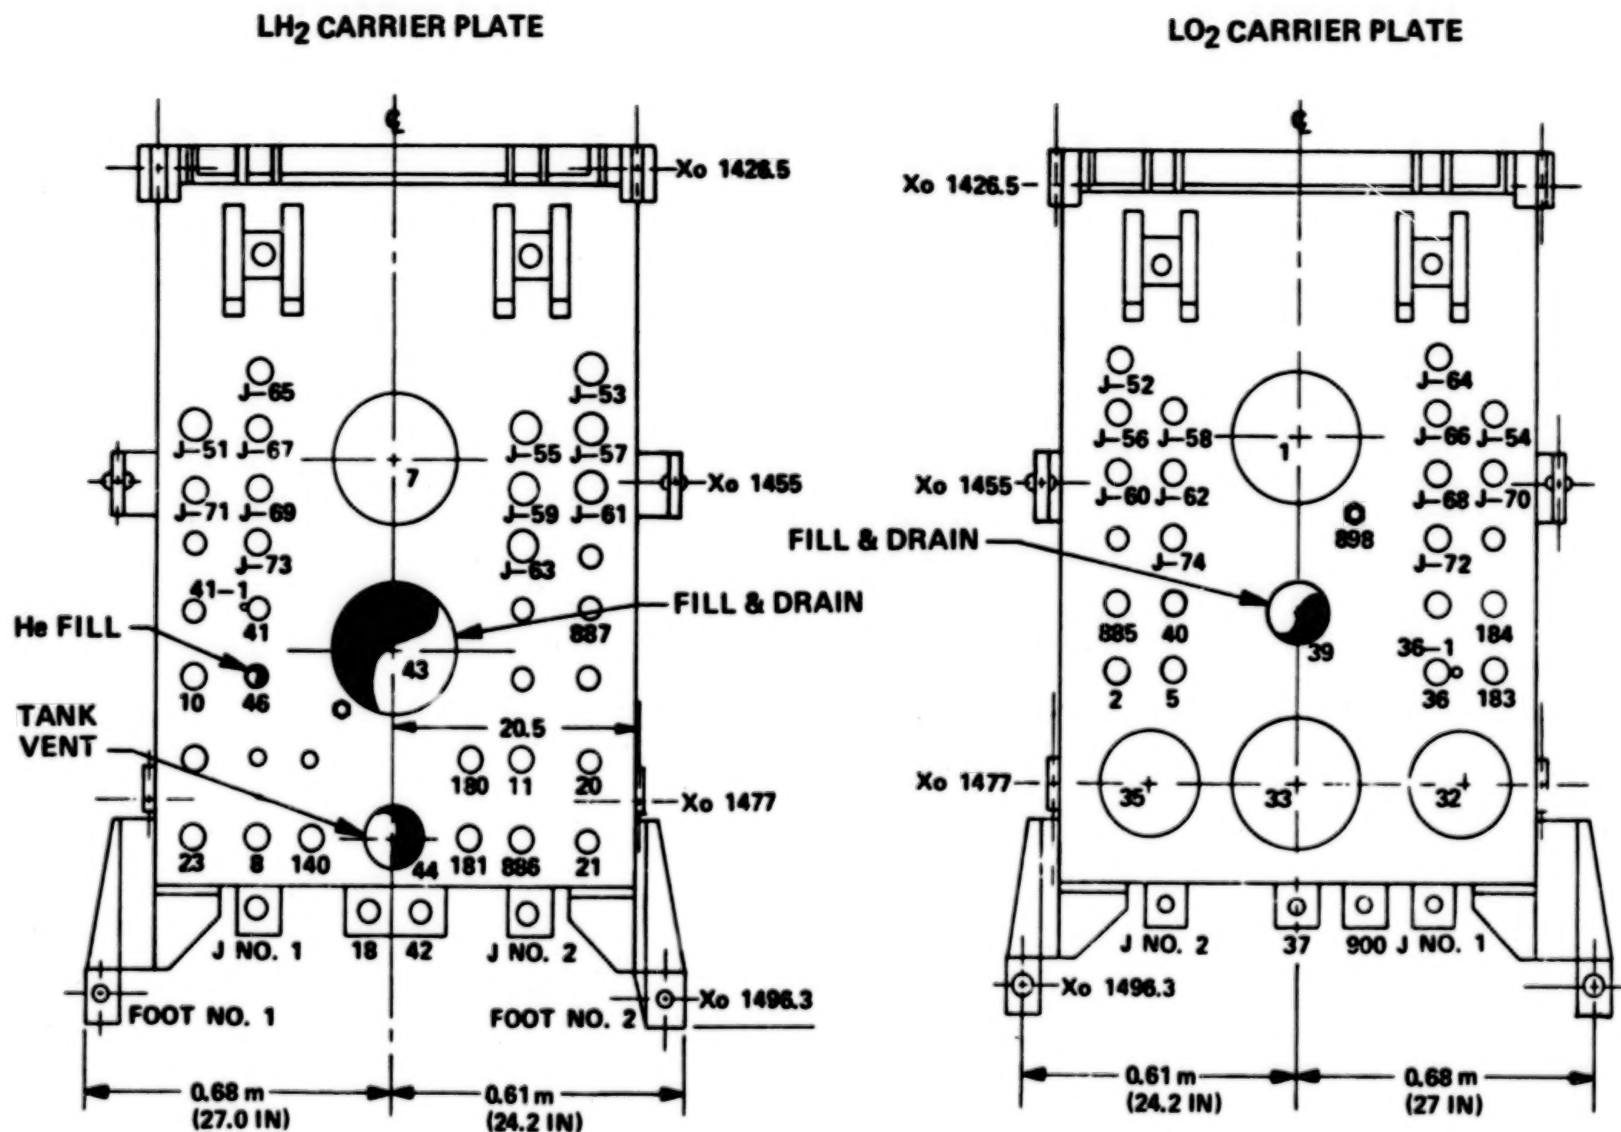 LH2 CARRIER PLATE
℄
Xo 1426.5
J-65
J-53
J-51
J-67
J-55
J-57
7
Xo 1455
J-71
J-69
J-59
J-61
J-73
J-63
41-1
41
887
FILL & DRAIN
He FILL
10
46
43
TANK
VENT
20.5
180
11
20
Xo 1477
23
8
140
44
181
886
21
J NO. 1
18
42
J NO. 2
FOOT NO. 1
FOOT NO. 2
Xo 1496.3
0.68 m
(27.0 IN)
0.61 m
(24.2 IN)
LO2 CARRIER PLATE
℄
Xo 1426.5
J-52
J-64
J-56
J-58
1
J-66
J-54
Xo 1455
J-60
J-62
J-68
J-70
898
FILL & DRAIN
J-74
J-72
885
40
39
184
36-1
2
5
36
183
Xo 1477
35
33
32
J NO. 2
37
900
J NO. 1
Xo 1496.3
0.61 m
(24.2 IN)
0.68 m
(27 IN)